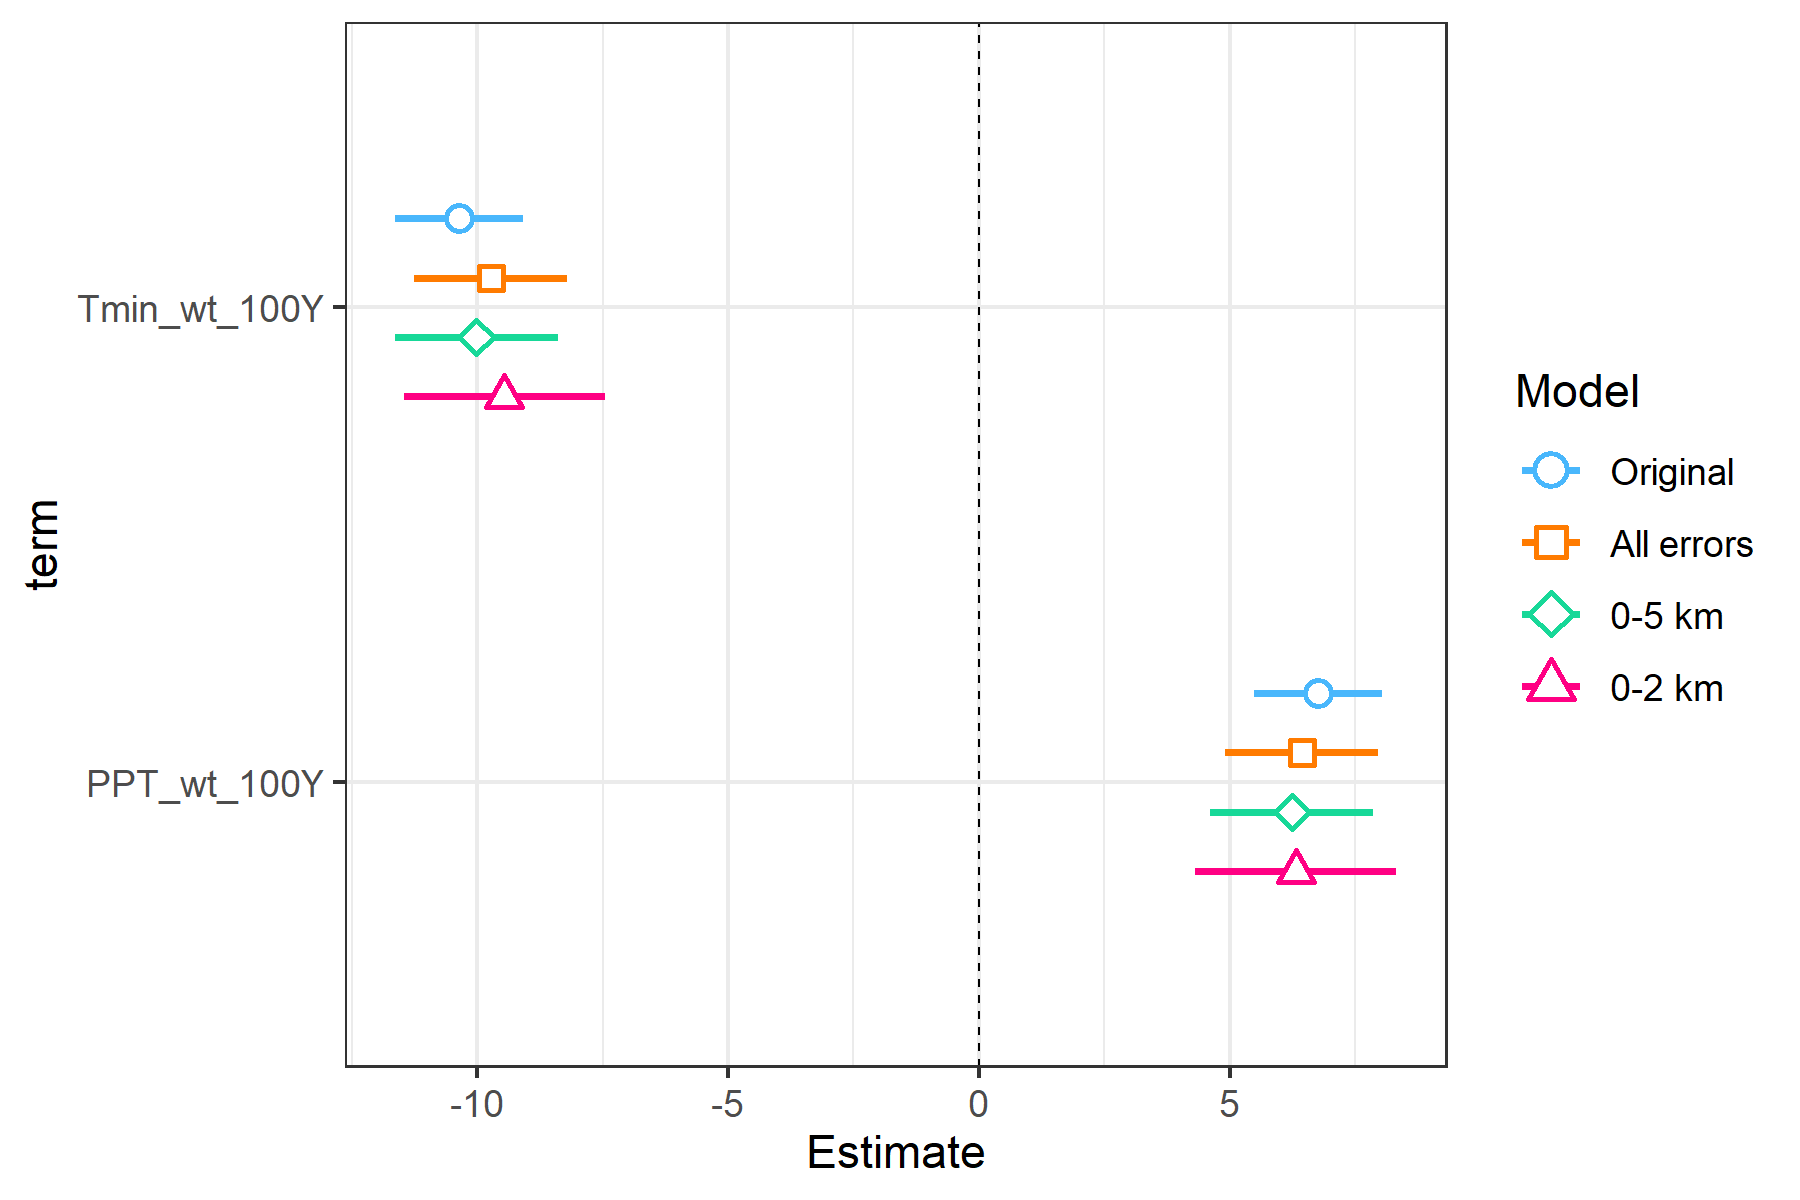 term
Tmin_wt_100Y
PPT_wt_100Y
-10
-5
0
5
Estimate
Model
Original
All errors
0-5 km
0-2 km